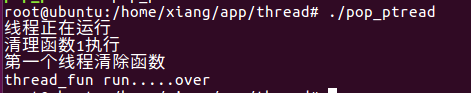 root@ubuntu:/home/xiang/app/thread# ./pop_ptread
线程正在运行
清理函数1执行
第一个线程清除函数
thread_fun run.....over